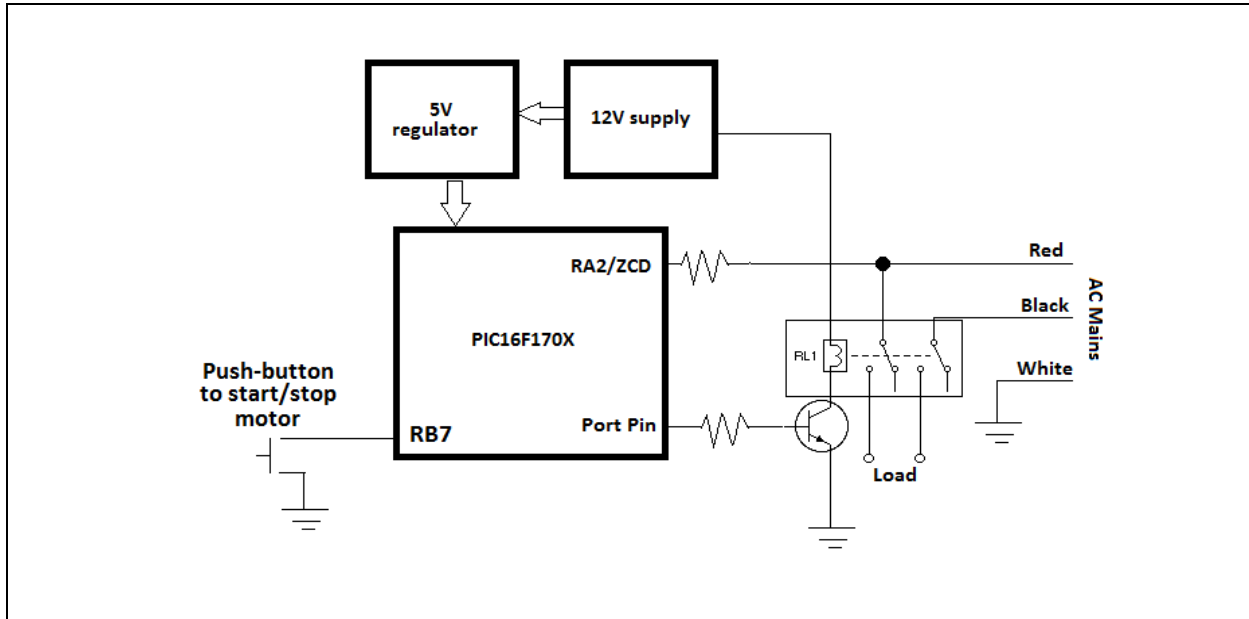 5V
regulator
12V supply
RA2/ZCD
Red
Black
AC Mains
PIC16F170X
RL1
White
Push-button
to start/stop
motor
RB7
Port Pin
Load